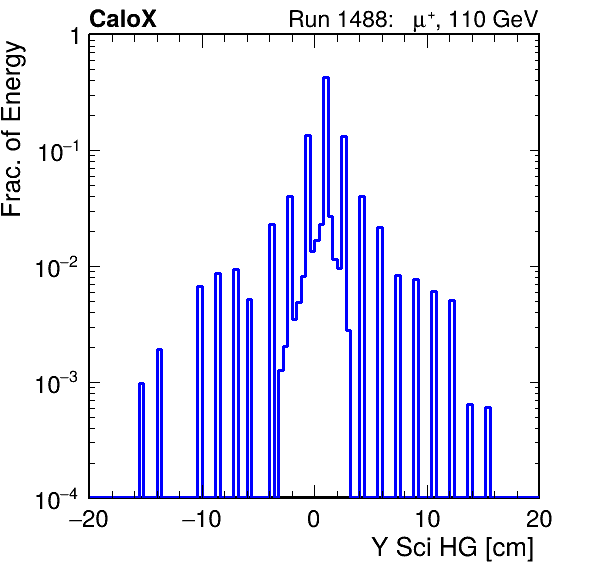 CaloX Run 1488: μ⁺, 110 GeV
Frac. of Energy
1
10⁻¹
10⁻²
10⁻³
10⁻⁴
−20 −10 0 10 20
Y Sci HG [cm]